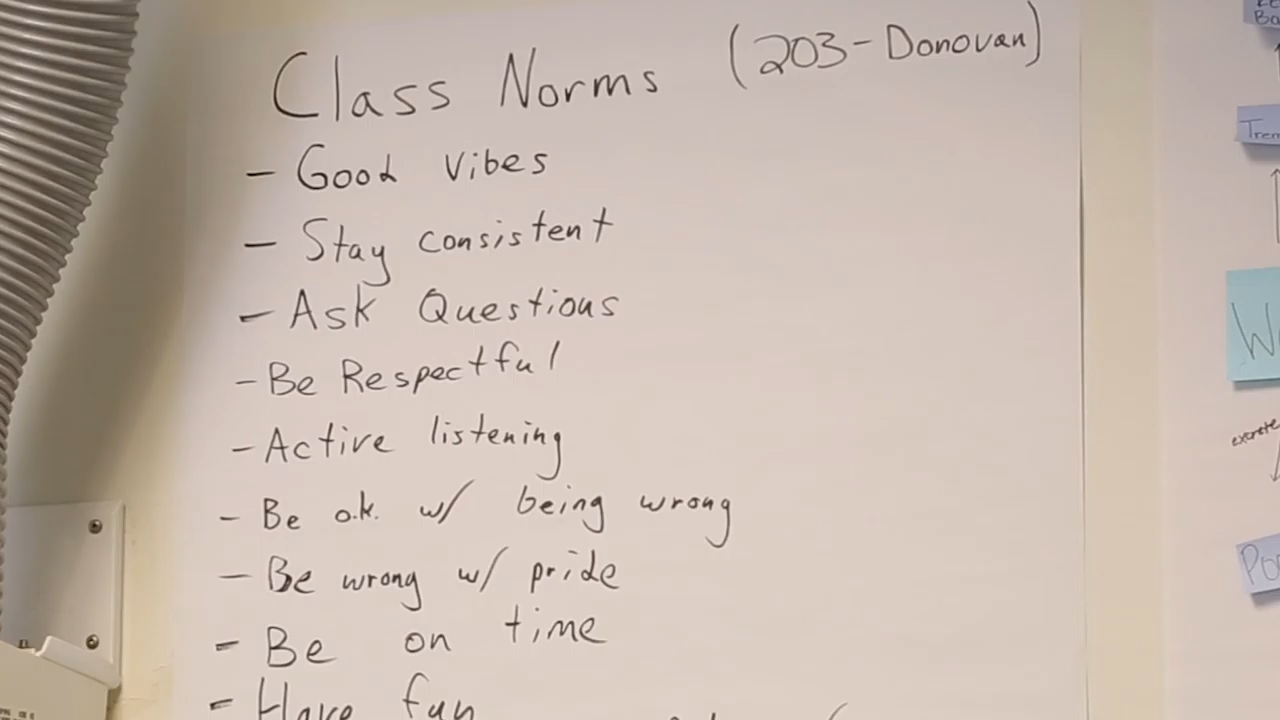 Class Norms (203-Donovan)
- Good Vibes
- Stay consistent
- Ask Questions
- Be Respectful
- Active listening
- Be o.k. w/ being wrong
- Be wrong w/ pride
- Be on time
- Have fun
excrete